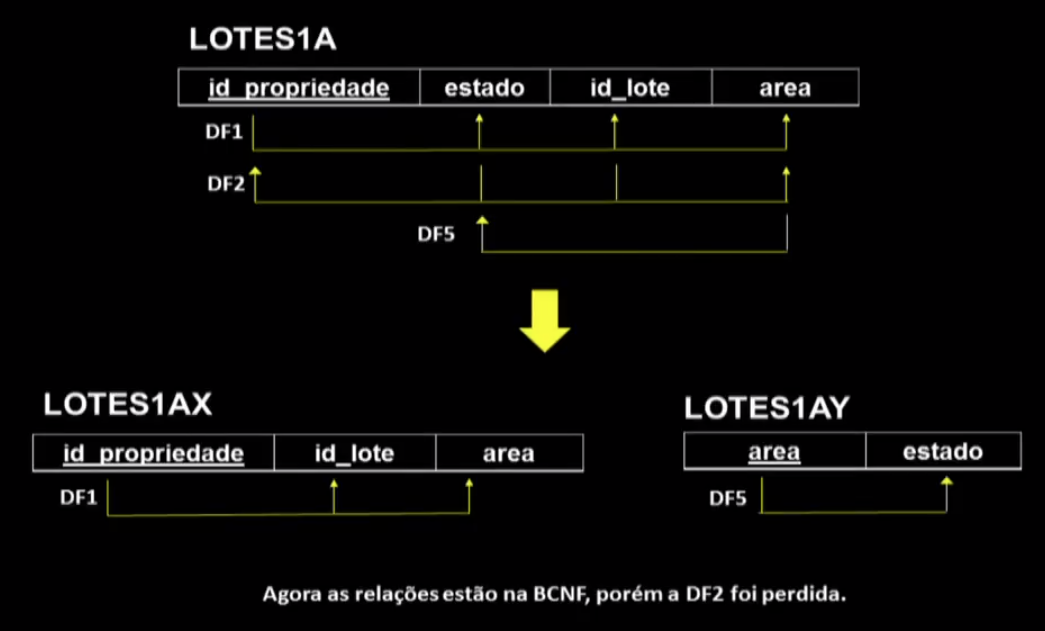 LOTES1A
id_propriedade estado id_lote area
DF1
DF2
DF5
LOTES1AX
id_propriedade id_lote area
DF1
LOTES1AY
area estado
DF5
Agora as relações estão na BCNF, porém a DF2 foi perdida.